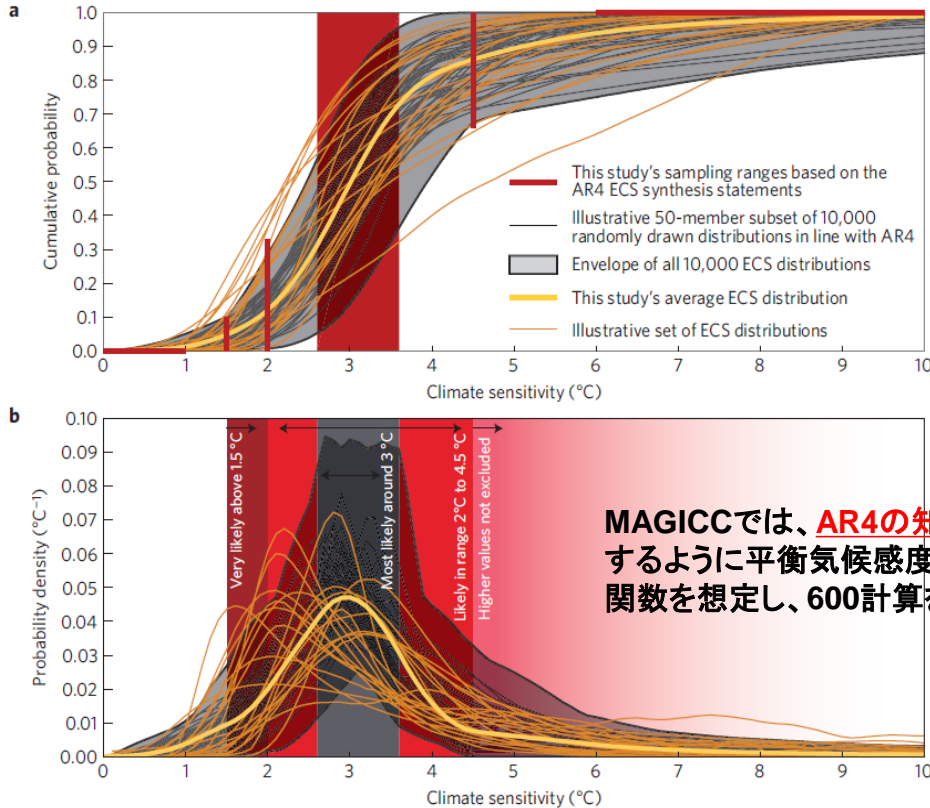 a
1.0
0.9
0.8
0.7
0.6
0.5
0.4
0.3
0.2
0.1
0.0
Cumulative probability
0 1 2 3 4 5 6 7 8 9 10
Climate sensitivity (°C)
This study's sampling ranges based on the
AR4 ECS synthesis statements
Illustrative 50-member subset of 10,000
randomly drawn distributions in line with AR4
Envelope of all 10,000 ECS distributions
This study's average ECS distribution
Illustrative set of ECS distributions
b
0.10
0.09
0.08
0.07
0.06
0.05
0.04
0.03
0.02
0.01
0.00
Probability density (°C⁻¹)
Very likely above 1.5 °C
Most likely around 3 °C
Likely in range 2°C to 4.5 °C
Higher values not excluded
MAGICCでは、AR4の知
するように平衡気候感度
関数を想定し、600計算
0 1 2 3 4 5 6 7 8 9 10
Climate sensitivity (°C)